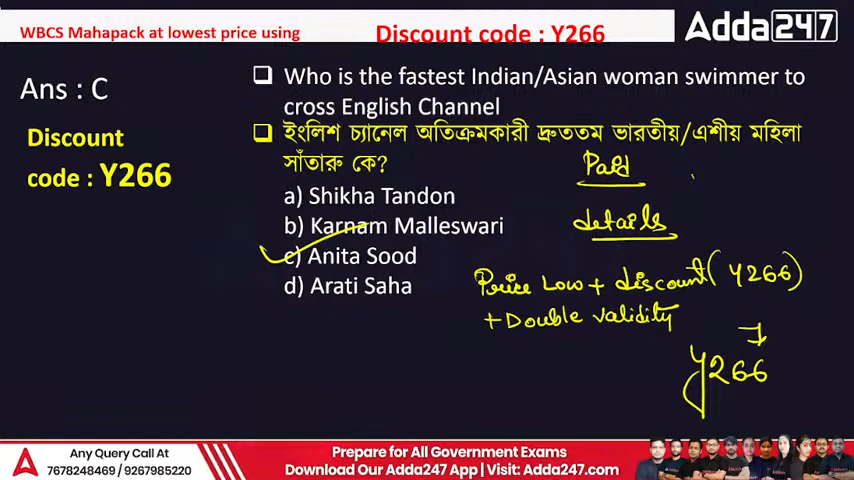 WBCS Mahapack at lowest price using
Discount code : Y266
Adda247
Ans : C
Discount
code : Y266
Who is the fastest Indian/Asian woman swimmer to
cross English Channel
ইংলিশ চ্যানেল অতিক্রমকারী দ্রুততম ভারতীয়/এশীয় মহিলা
সাঁতারু কে?
a) Shikha Tandon
b) Karnam Malleswari
c) Anita Sood
d) Arati Saha
details
Price Low + discount (Y266)
+ Double validity
Y266
Any Query Call At
7678248469 / 9267985220
Prepare for All Government Exams
Download Our Adda247 App | Visit: Adda247.com